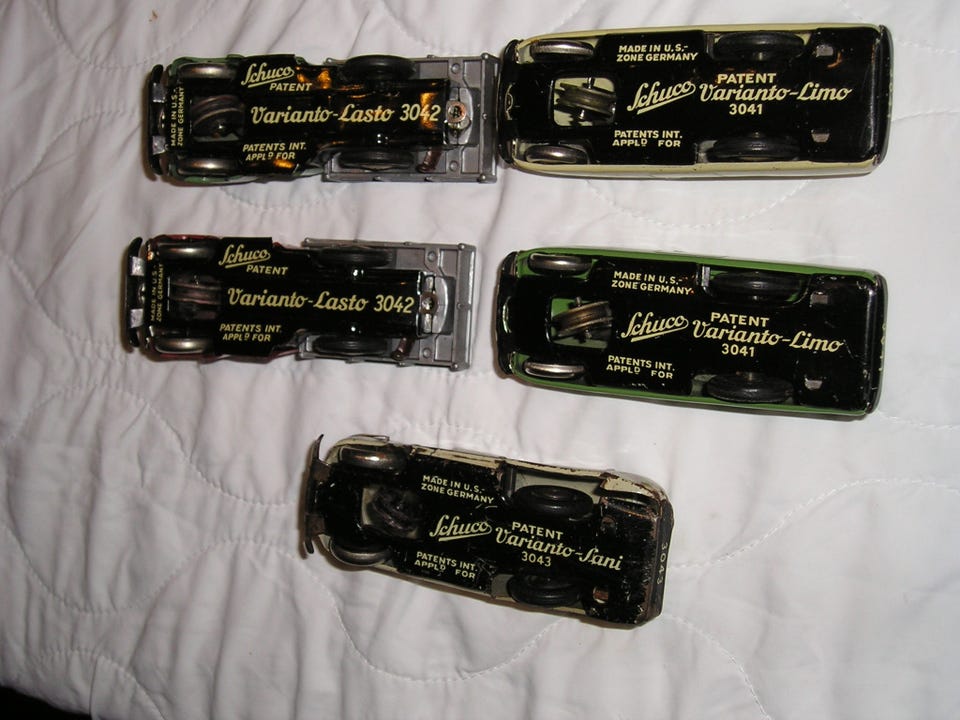 Schuco
PATENT
MADE IN U.S.
ZONE GERMANY
Varianto-Lasto 3042
PATENTS INT.
APPLD FOR
MADE IN U.S.-
ZONE GERMANY
PATENT
Schuco Varianto-Limo
3041
PATENTS INT.
APPLD FOR
Schuco
PATENT
MADE IN U.S.
ZONE GERMANY
Varianto-Lasto 3042
PATENTS INT.
APPLD FOR
MADE IN U.S.-
ZONE GERMANY
PATENT
Schuco Varianto-Limo
3041
PATENTS INT.
APPLD FOR
MADE IN U.S.-
ZONE GERMANY
PATENT
Schuco Varianto-Sani
3043
PATENTS INT.
APPLD FOR
3043